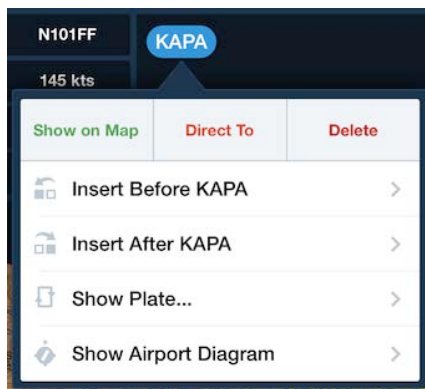 N101FF
KAPA
145 kts
Show on Map Direct To Delete
Insert Before KAPA
Insert After KAPA
Show Plate...
Show Airport Diagram